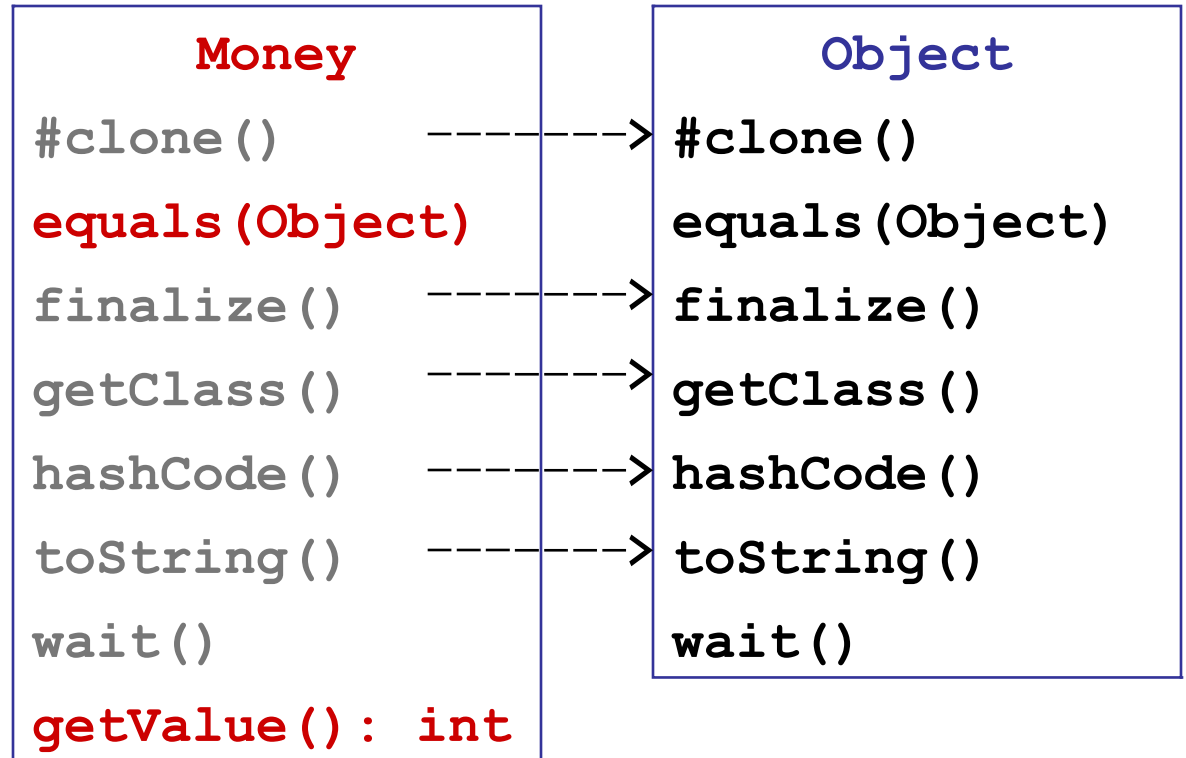 Money
#clone()
equals(Object)
finalize()
getClass()
hashCode()
toString()
wait()
getValue(): int
Object
#clone()
equals(Object)
finalize()
getClass()
hashCode()
toString()
wait()